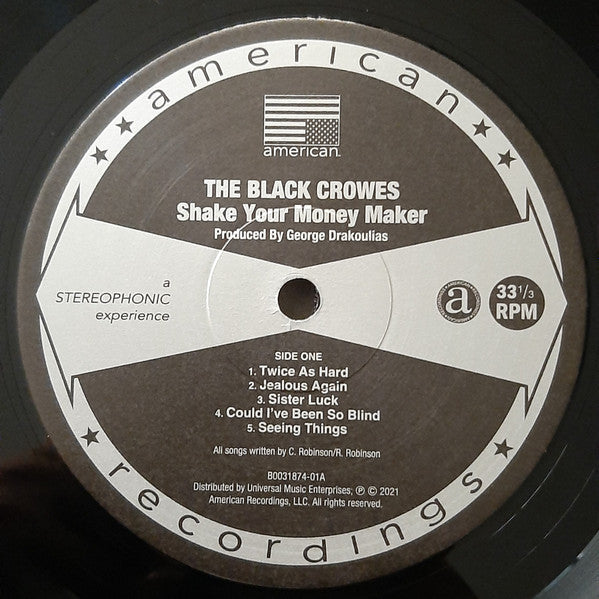 american
american™
THE BLACK CROWES
Shake Your Money Maker
Produced By George Drakoulias
a
STEREOPHONIC
experience
a
33 1/3
RPM
SIDE ONE
1. Twice As Hard
2. Jealous Again
3. Sister Luck
4. Could I've Been So Blind
5. Seeing Things
All songs written by C. Robinson/R. Robinson
B0031874-01A
Distributed by Universal Music Enterprises; ℗ © 2021
American Recordings, LLC. All rights reserved.
recordings